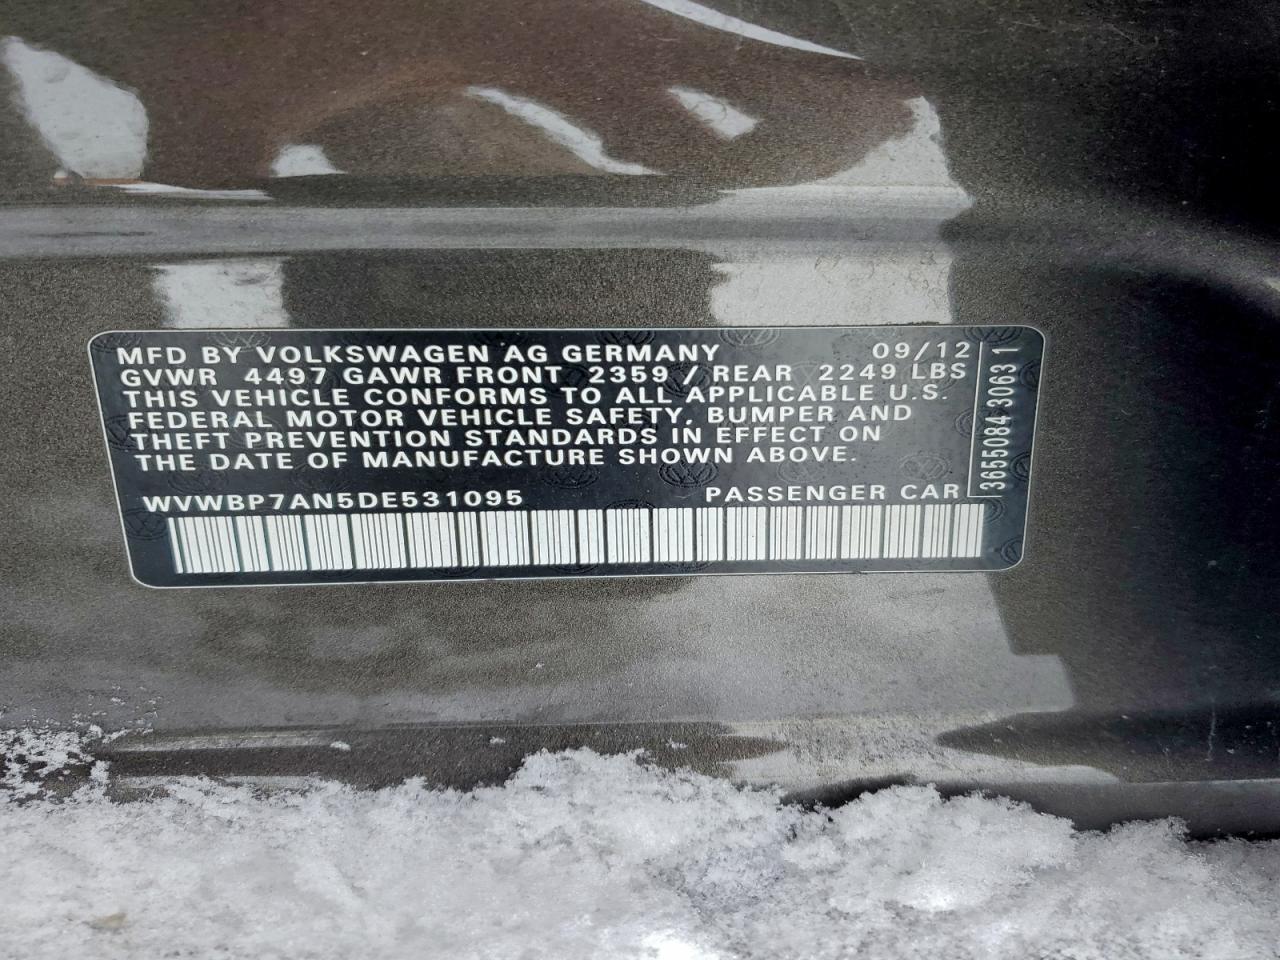 MFD BY VOLKSWAGEN AG GERMANY 09/12
GVWR 4497 GAWR FRONT 2359 / REAR 2249 LBS
THIS VEHICLE CONFORMS TO ALL APPLICABLE U.S.
FEDERAL MOTOR VEHICLE SAFETY, BUMPER AND
THEFT PREVENTION STANDARDS IN EFFECT ON
THE DATE OF MANUFACTURE SHOWN ABOVE.
WVWBP7AN5DE531095 PASSENGER CAR
3655084 3063 1